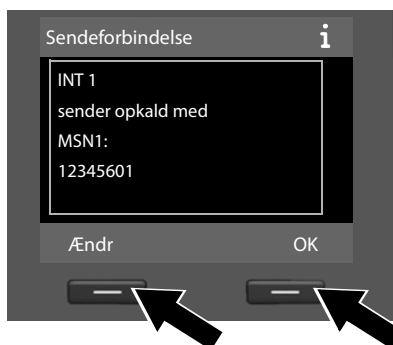 Sendeforbindelse i
INT 1
sender opkald med
MSN1:
12345601
Ændr OK